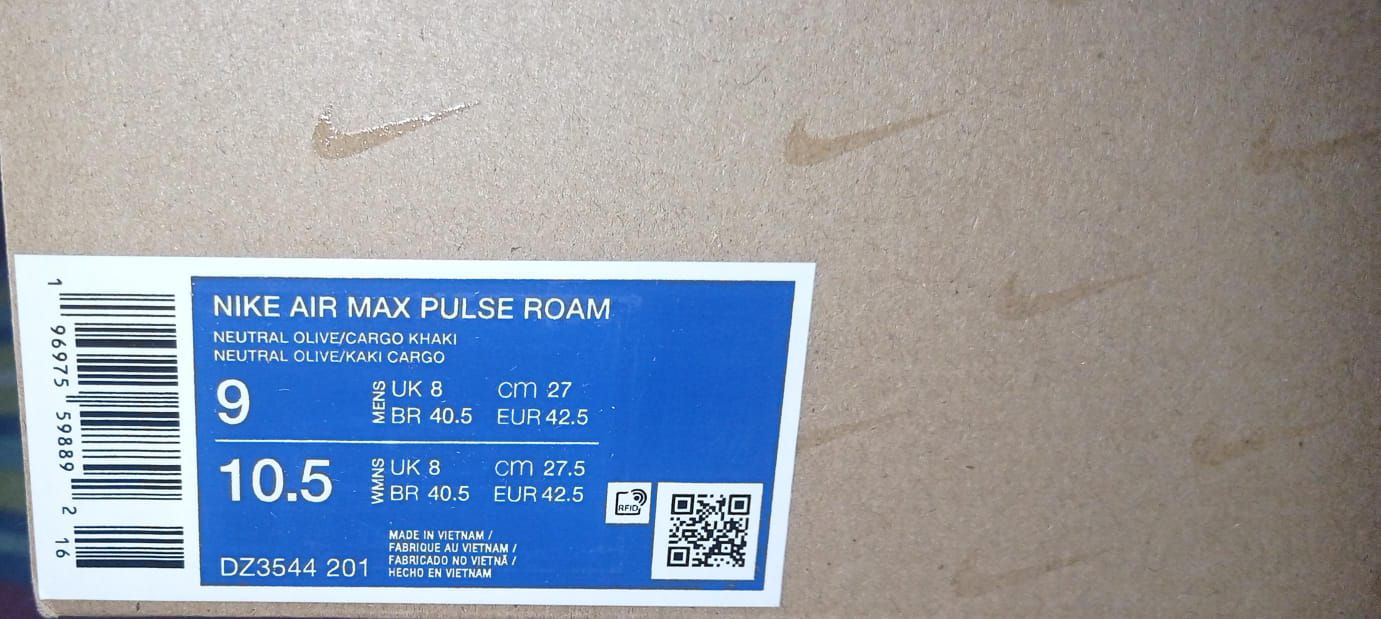 1 96975 59889 2 16
NIKE AIR MAX PULSE ROAM
NEUTRAL OLIVE/CARGO KHAKI
NEUTRAL OLIVE/KAKI CARGO
9 MENS UK 8 cm 27
BR 40.5 EUR 42.5
10.5 WMNS UK 8 cm 27.5
BR 40.5 EUR 42.5
RFID
MADE IN VIETNAM /
FABRIQUE AU VIETNAM /
FABRICADO NO VIETNÃ /
HECHO EN VIETNAM
DZ3544 201